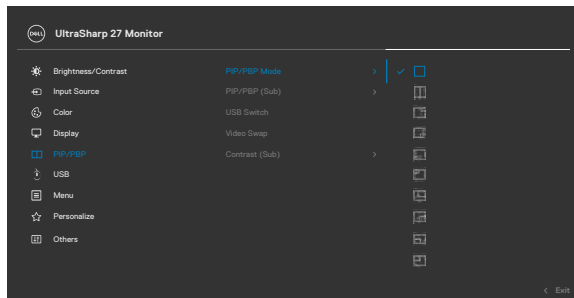 DELL UltraSharp 27 Monitor
Brightness/Contrast PIP/PBP Mode
Input Source PIP/PBP (Sub)
Color USB Switch
Display Video Swap
PIP/PBP Contrast (Sub)
USB
Menu
Personalize
Others
Exit